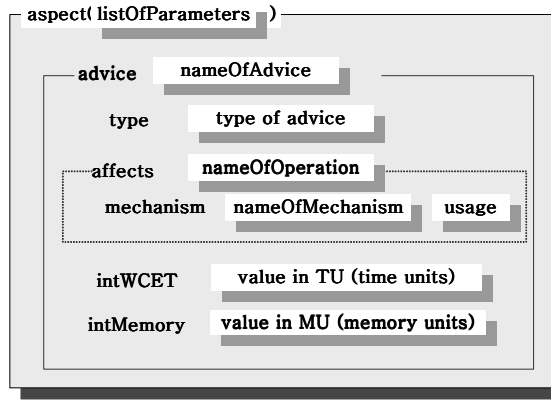 aspect( listOfParameters )
advice nameOfAdvice
type type of advice
affects nameOfOperation
mechanism nameOfMechanism usage
intWCET value in TU (time units)
intMemory value in MU (memory units)